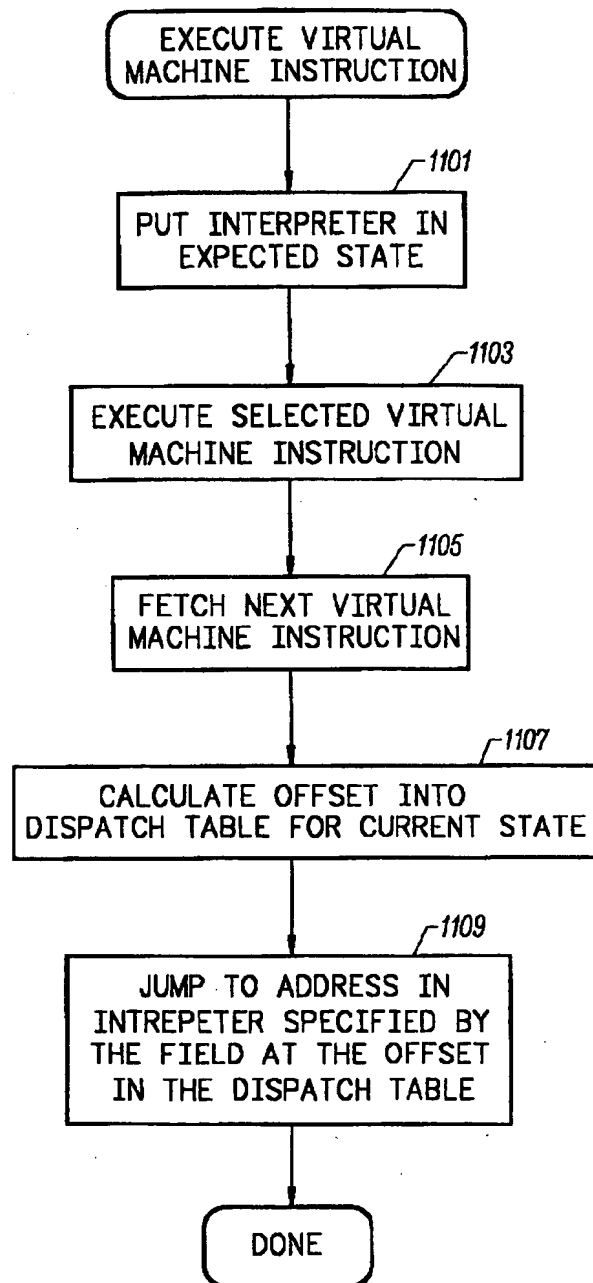 EXECUTE VIRTUAL
MACHINE INSTRUCTION
1101
PUT INTERPRETER IN
EXPECTED STATE
1103
EXECUTE SELECTED VIRTUAL
MACHINE INSTRUCTION
1105
FETCH NEXT VIRTUAL
MACHINE INSTRUCTION
1107
CALCULATE OFFSET INTO
DISPATCH TABLE FOR CURRENT STATE
1109
JUMP TO ADDRESS IN
INTREPETER SPECIFIED BY
THE FIELD AT THE OFFSET
IN THE DISPATCH TABLE
DONE